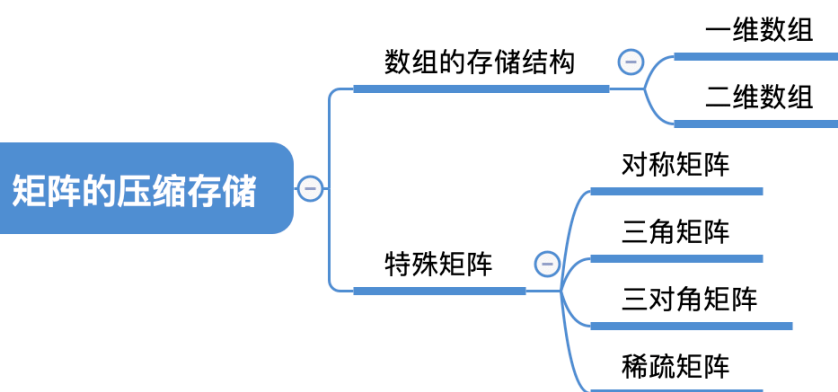 矩阵的压缩存储
数组的存储结构
一维数组
二维数组
特殊矩阵
对称矩阵
三角矩阵
三对角矩阵
稀疏矩阵